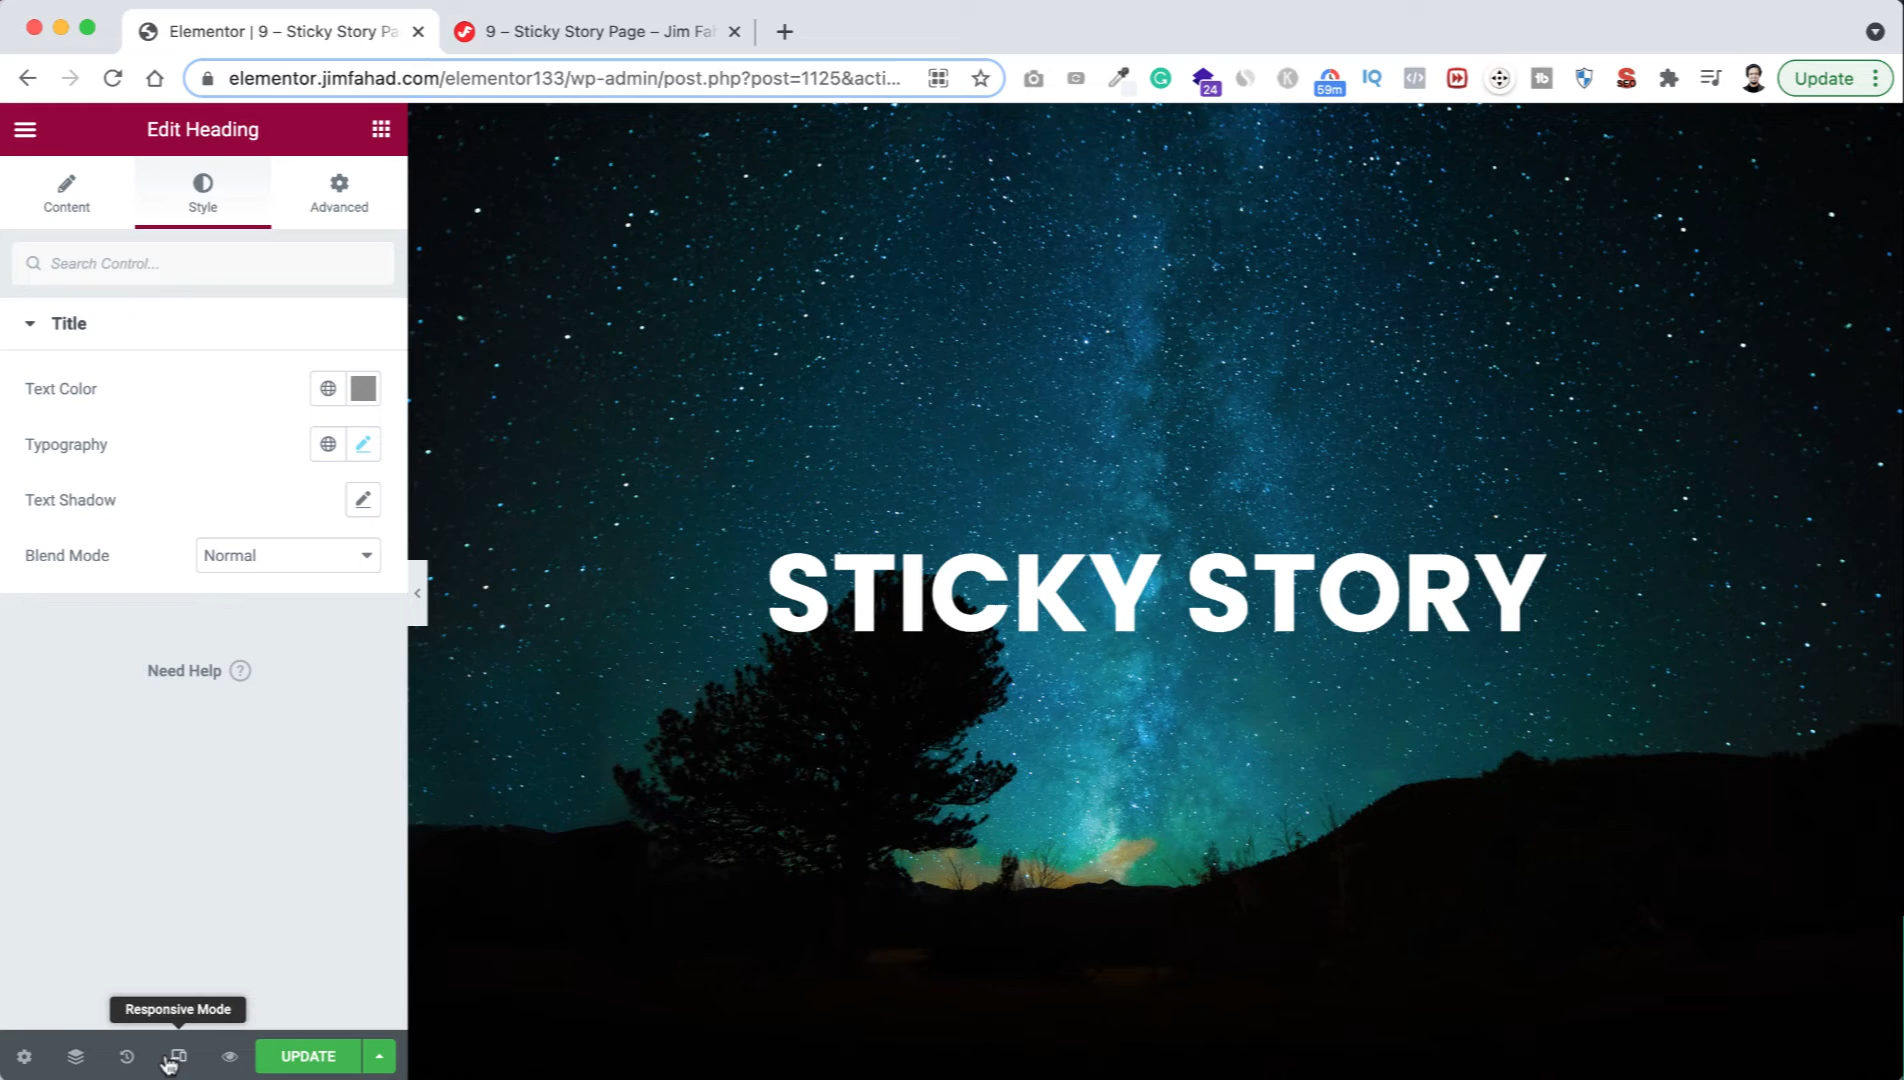 Elementor | 9 – Sticky Story Pa
9 – Sticky Story Page – Jim Fah
elementor.jimfahad.com/elementor133/wp-admin/post.php?post=1125&acti...
24
59m
IQ
SEO
Update
Edit Heading
Content
Style
Advanced
Search Control...
Title
Text Color
Typography
Text Shadow
Blend Mode
Normal
Need Help ?
STICKY STORY
Responsive Mode
UPDATE